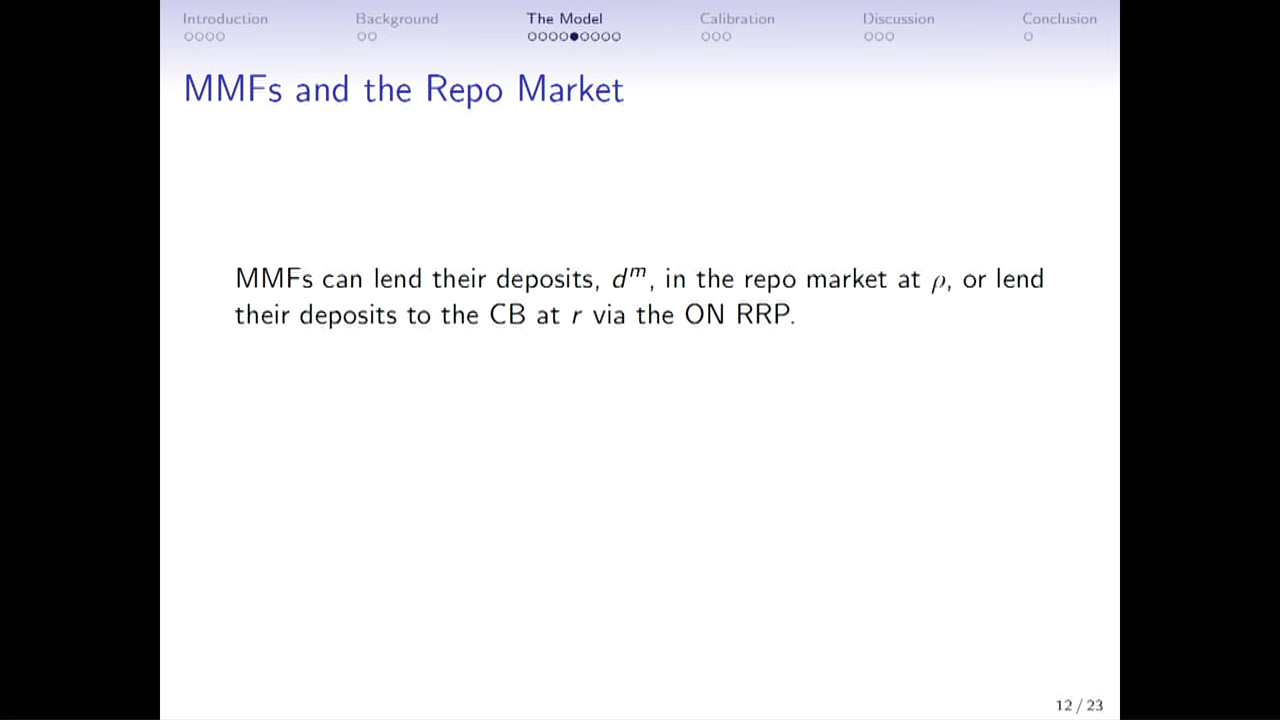 Introduction Background The Model Calibration Discussion Conclusion
MMFs and the Repo Market
MMFs can lend their deposits, dᵐ, in the repo market at ρ, or lend
their deposits to the CB at r via the ON RRP.
12 / 23